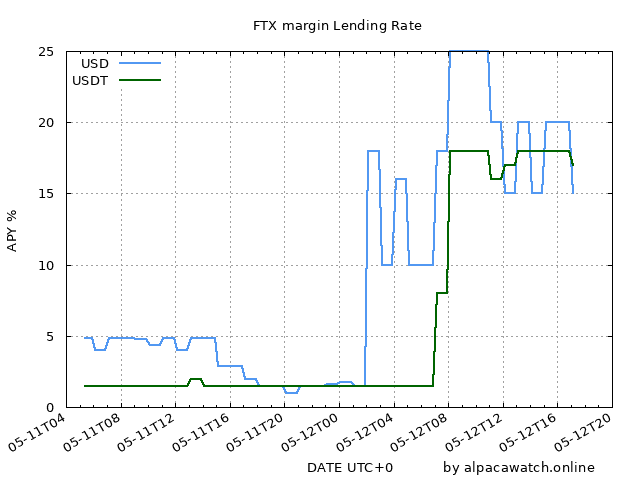 FTX margin Lending Rate
USD
USDT
25
20
15
10
5
0
APY %
05-11T04
05-11T08
05-11T12
05-11T16
05-11T20
05-12T00
05-12T04
05-12T08
05-12T12
05-12T16
05-12T20
DATE UTC+0
by alpacawatch.online